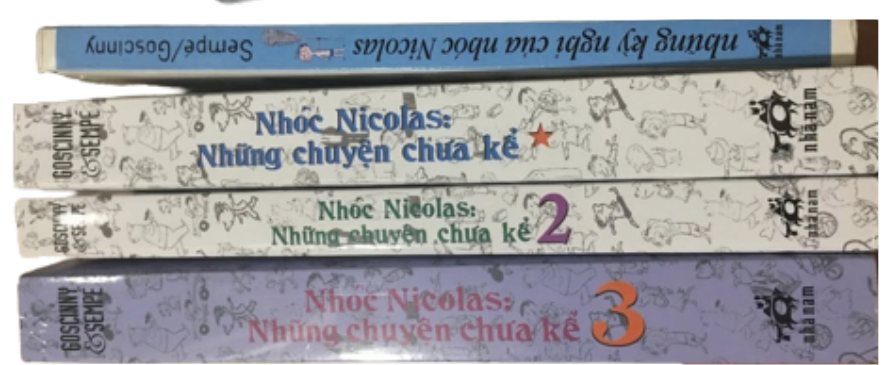 những kỳ nghỉ của nhóc Nicolas
Sempé/Goscinny
nhã nam
GOSCINNY
& SEMPÉ
Nhóc Nicolas:
Những chuyện chưa kể
nhã nam
GOSCINNY
& SEMPÉ
Nhóc Nicolas:
Những chuyện chưa kể 2
nhã nam
GOSCINNY
& SEMPÉ
Nhóc Nicolas:
Những chuyện chưa kể 3
nhã nam